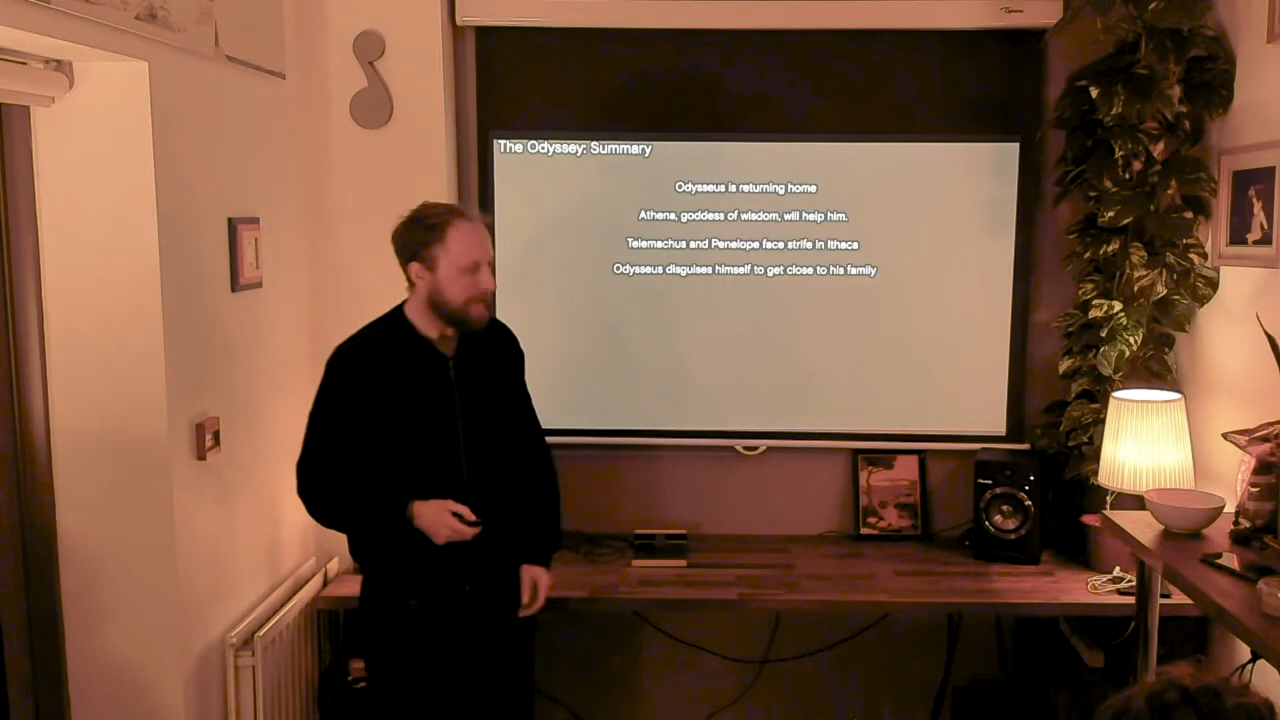 The Odyssey: Summary
Odysseus is returning home
Athena, goddess of wisdom, will help him.
Telemachus and Penelope face strife in Ithaca
Odysseus disguises himself to get close to his family